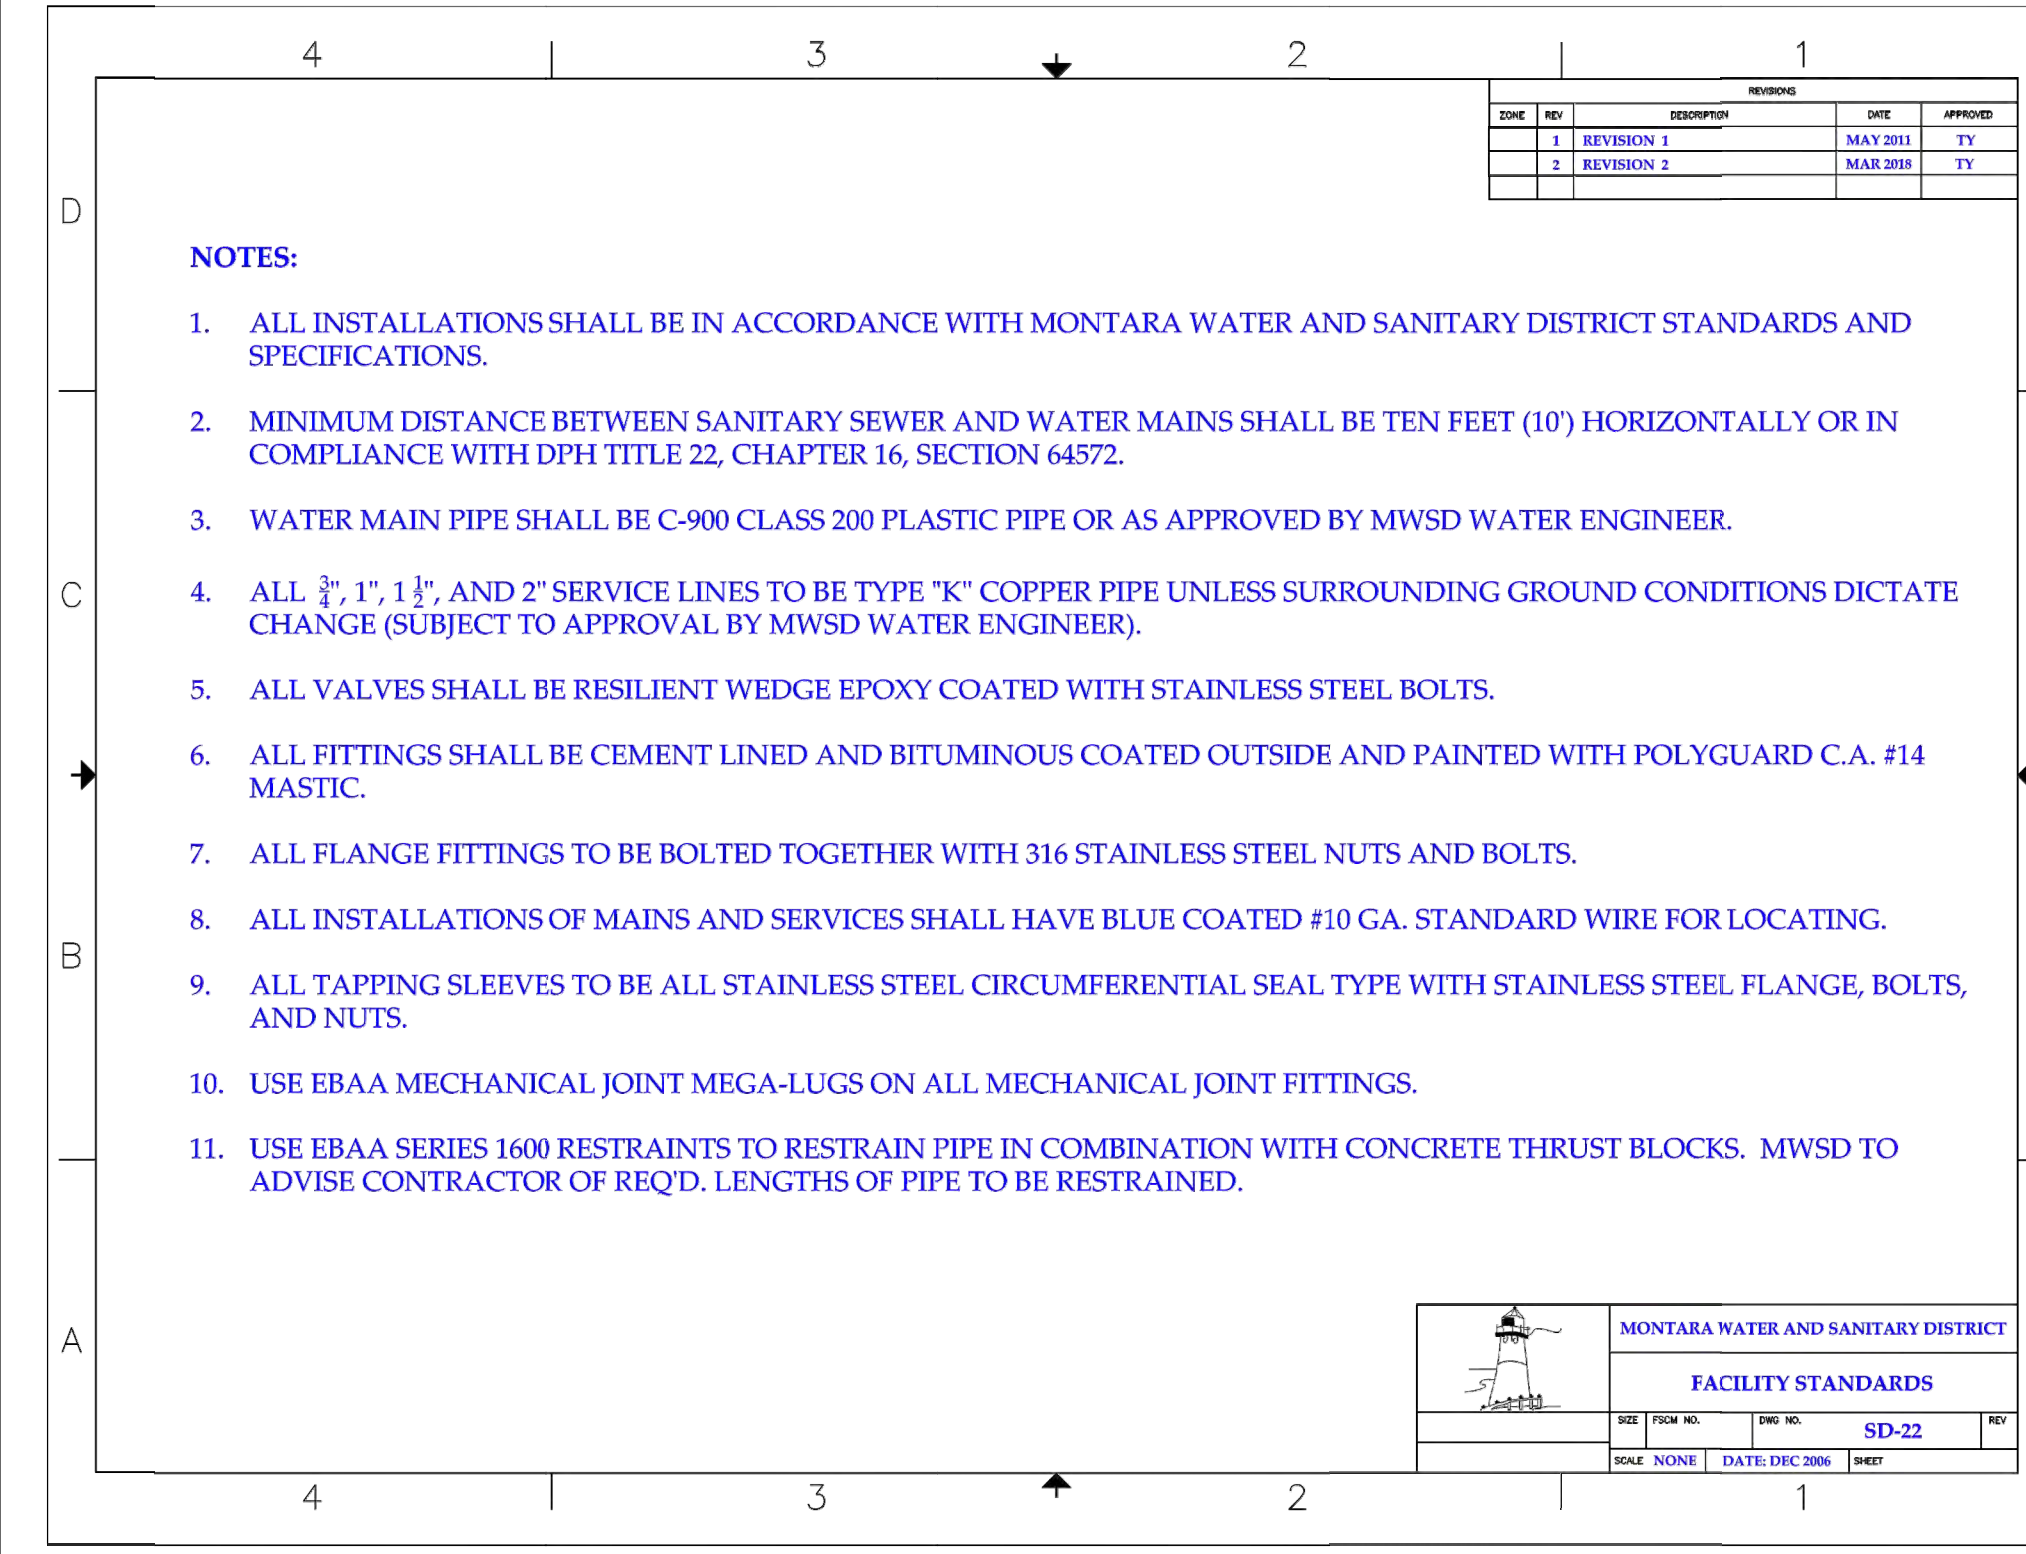 4 3 2 1
REVISIONS
ZONE REV DESCRIPTION DATE APPROVED
1 REVISION 1 MAY 2011 TY
2 REVISION 2 MAR 2018 TY
D
NOTES:
1. ALL INSTALLATIONS SHALL BE IN ACCORDANCE WITH MONTARA WATER AND SANITARY DISTRICT STANDARDS AND
SPECIFICATIONS.
2. MINIMUM DISTANCE BETWEEN SANITARY SEWER AND WATER MAINS SHALL BE TEN FEET (10') HORIZONTALLY OR IN
COMPLIANCE WITH DPH TITLE 22, CHAPTER 16, SECTION 64572.
3. WATER MAIN PIPE SHALL BE C-900 CLASS 200 PLASTIC PIPE OR AS APPROVED BY MWSD WATER ENGINEER.
C
4. ALL 3/4", 1", 1 1/2", AND 2" SERVICE LINES TO BE TYPE "K" COPPER PIPE UNLESS SURROUNDING GROUND CONDITIONS DICTATE
CHANGE (SUBJECT TO APPROVAL BY MWSD WATER ENGINEER).
5. ALL VALVES SHALL BE RESILIENT WEDGE EPOXY COATED WITH STAINLESS STEEL BOLTS.
6. ALL FITTINGS SHALL BE CEMENT LINED AND BITUMINOUS COATED OUTSIDE AND PAINTED WITH POLYGUARD C.A. #14
MASTIC.
7. ALL FLANGE FITTINGS TO BE BOLTED TOGETHER WITH 316 STAINLESS STEEL NUTS AND BOLTS.
8. ALL INSTALLATIONS OF MAINS AND SERVICES SHALL HAVE BLUE COATED #10 GA. STANDARD WIRE FOR LOCATING.
B
9. ALL TAPPING SLEEVES TO BE ALL STAINLESS STEEL CIRCUMFERENTIAL SEAL TYPE WITH STAINLESS STEEL FLANGE, BOLTS,
AND NUTS.
10. USE EBAA MECHANICAL JOINT MEGA-LUGS ON ALL MECHANICAL JOINT FITTINGS.
11. USE EBAA SERIES 1600 RESTRAINTS TO RESTRAIN PIPE IN COMBINATION WITH CONCRETE THRUST BLOCKS. MWSD TO
ADVISE CONTRACTOR OF REQ'D. LENGTHS OF PIPE TO BE RESTRAINED.
A
MONTARA WATER AND SANITARY DISTRICT
FACILITY STANDARDS
SIZE FSCM NO. DWG NO. SD-22 REV
SCALE NONE DATE: DEC 2006 SHEET
4 3 2 1